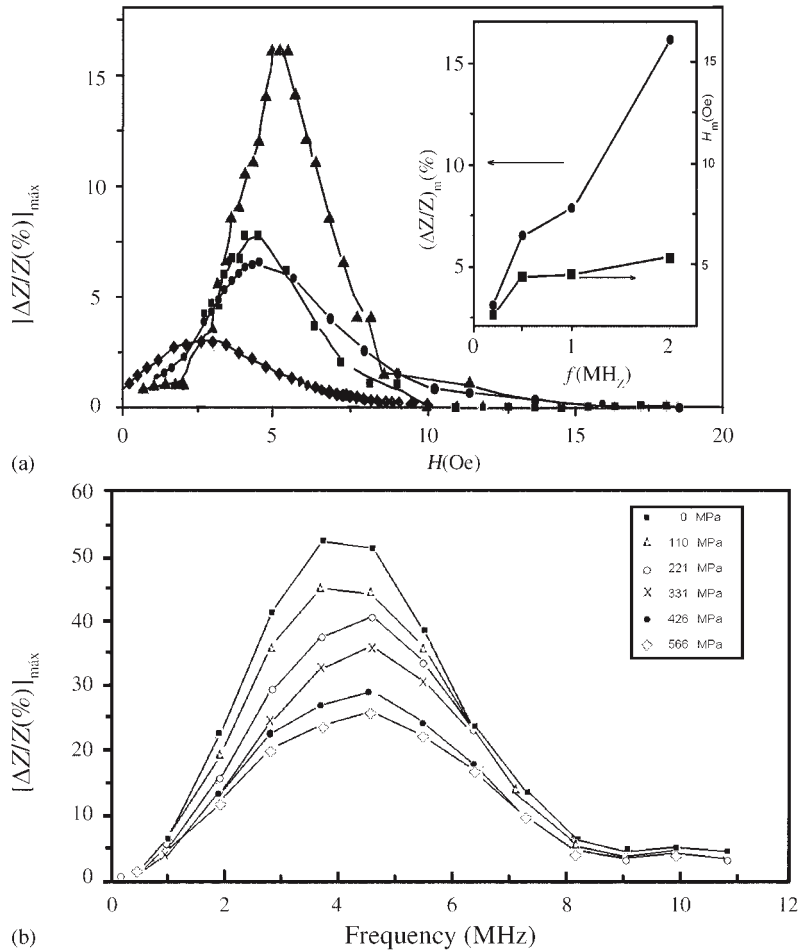 15
10
5
0
|ΔZ/Z(%)|máx
0
5
10
15
20
H(Oe)
(a)
15
10
5
(ΔZ/Z)m(%)
15
10
5
Hm(Oe)
0
1
2
f(MHZ)
60
50
40
30
20
10
0
[ΔZ/Z(%)]máx
0 MPa
110 MPa
221 MPa
331 MPa
426 MPa
566 MPa
0
2
4
6
8
10
12
Frequency (MHz)
(b)